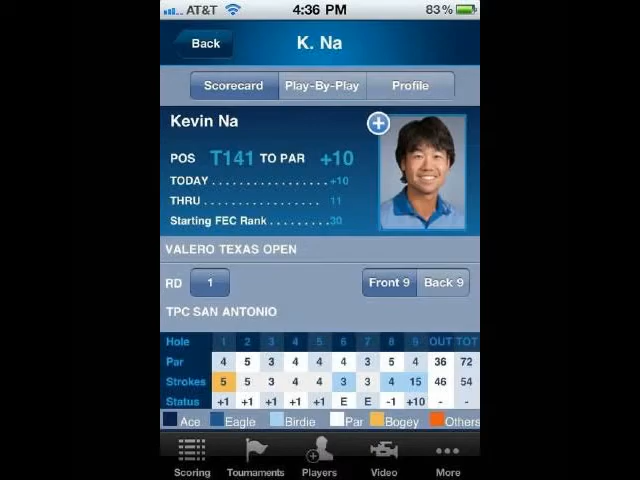 AT&T 4:36 PM 83%
Back K. Na
Scorecard Play-By-Play Profile
Kevin Na
POS T141 TO PAR +10
TODAY . . . . . . . . . . . . . . . . . +10
THRU . . . . . . . . . . . . . . . . . 11
Starting FEC Rank . . . . . . . . . 30
VALERO TEXAS OPEN
RD 1 Front 9 Back 9
TPC SAN ANTONIO
Hole 1 2 3 4 5 6 7 8 9 OUT TOT
Par 4 5 3 4 4 4 3 5 4 36 72
Strokes 5 5 3 4 4 3 3 4 15 46 54
Status +1 +1 +1 +1 +1 E E -1 +10 - -
Ace Eagle Birdie Par Bogey Others
Scoring Tournaments Players Video More